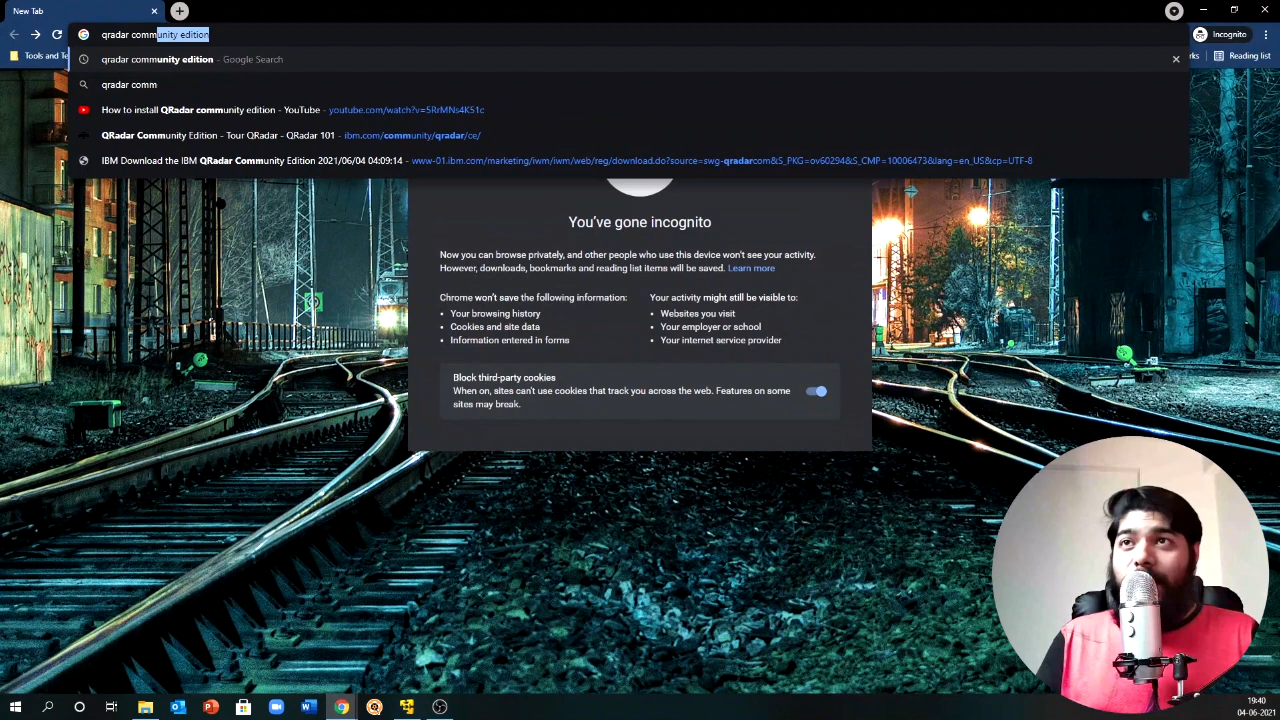 New Tab
qradar community edition
Incognito
Tools and Te
rks
Reading list
qradar community edition - Google Search
qradar comm
How to install QRadar community edition - YouTube - youtube.com/watch?v=5RrMNs4K51c
QRadar Community Edition - Tour QRadar - QRadar 101 - ibm.com/community/qradar/ce/
IBM Download the IBM QRadar Community Edition 2021/06/04 04:09:14 - www-01.ibm.com/marketing/iwm/iwm/web/reg/download.do?source=swg-qradarcom&S_PKG=ov60294&S_CMP=10006473&lang=en_US&cp=UTF-8
You've gone incognito
Now you can browse privately, and other people who use this device won't see your activity.
However, downloads, bookmarks and reading list items will be saved. Learn more
Chrome won't save the following information:
• Your browsing history
• Cookies and site data
• Information entered in forms
Your activity might still be visible to:
• Websites you visit
• Your employer or school
• Your internet service provider
Block third-party cookies
When on, sites can't use cookies that track you across the web. Features on some
sites may break.
19:40
04-06-2021